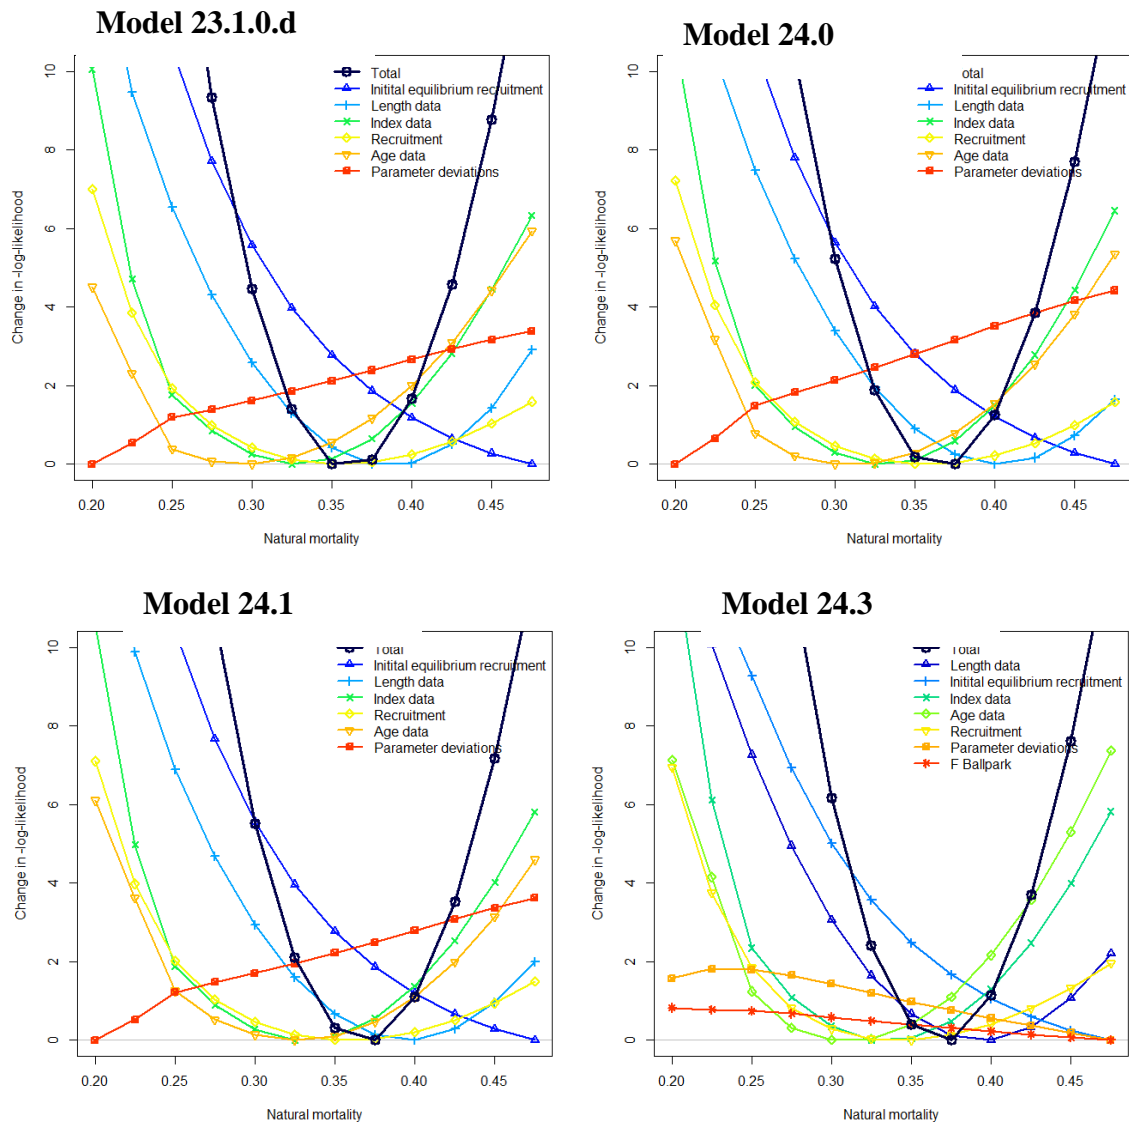 Model 23.1.0.d
Change in -log-likelihood
10
8
6
4
2
0
Total
Initital equilibrium recruitment
Length data
Index data
Recruitment
Age data
Parameter deviations
0.20 0.25 0.30 0.35 0.40 0.45
Natural mortality
Model 24.0
Change in -log-likelihood
10
8
6
4
2
0
otal
Initital equilibrium recruitment
Length data
Index data
Recruitment
Age data
Parameter deviations
0.20 0.25 0.30 0.35 0.40 0.45
Natural mortality
Model 24.1
Change in -log-likelihood
10
8
6
4
2
0
Total
Initital equilibrium recruitment
Length data
Index data
Recruitment
Age data
Parameter deviations
0.20 0.25 0.30 0.35 0.40 0.45
Natural mortality
Model 24.3
Change in -log-likelihood
10
8
6
4
2
0
Total
Length data
Initital equilibrium recruitment
Index data
Age data
Recruitment
Parameter deviations
F Ballpark
0.20 0.25 0.30 0.35 0.40 0.45
Natural mortality